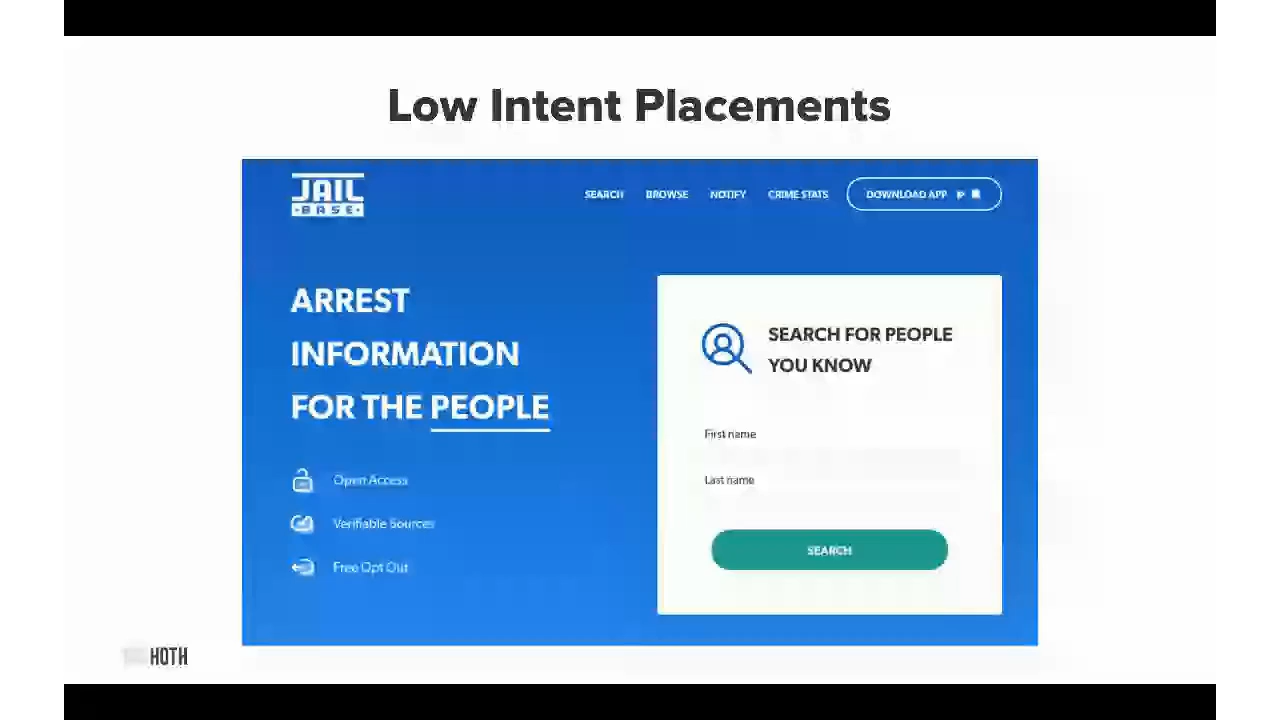 Low Intent Placements
JAIL
BASE
SEARCH BROWSE NOTIFY CRIME STATS DOWNLOAD APP
ARREST
INFORMATION
FOR THE PEOPLE
Open Access
Verifiable Sources
Free Opt Out
SEARCH FOR PEOPLE
YOU KNOW
First name
Last name
SEARCH
HOTH